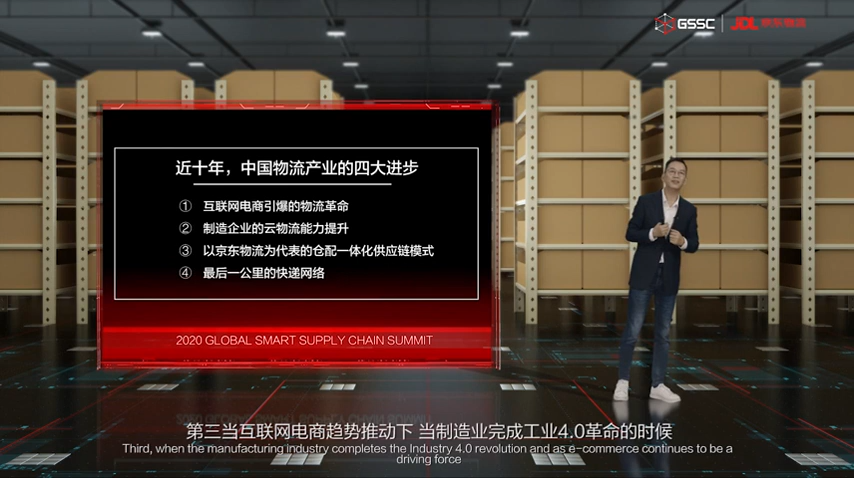 GSSC
JDL 京东物流
近十年，中国物流产业的四大进步
① 互联网电商引爆的物流革命
② 制造企业的云物流能力提升
③ 以京东物流为代表的仓配一体化供应链模式
④ 最后一公里的快递网络
2020 GLOBAL SMART SUPPLY CHAIN SUMMIT
第三当互联网电商趋势推动下 当制造业完成工业4.0革命的时候
Third, when the manufacturing industry completes the Industry 4.0 revolution and as e-commerce continues to be a
driving force